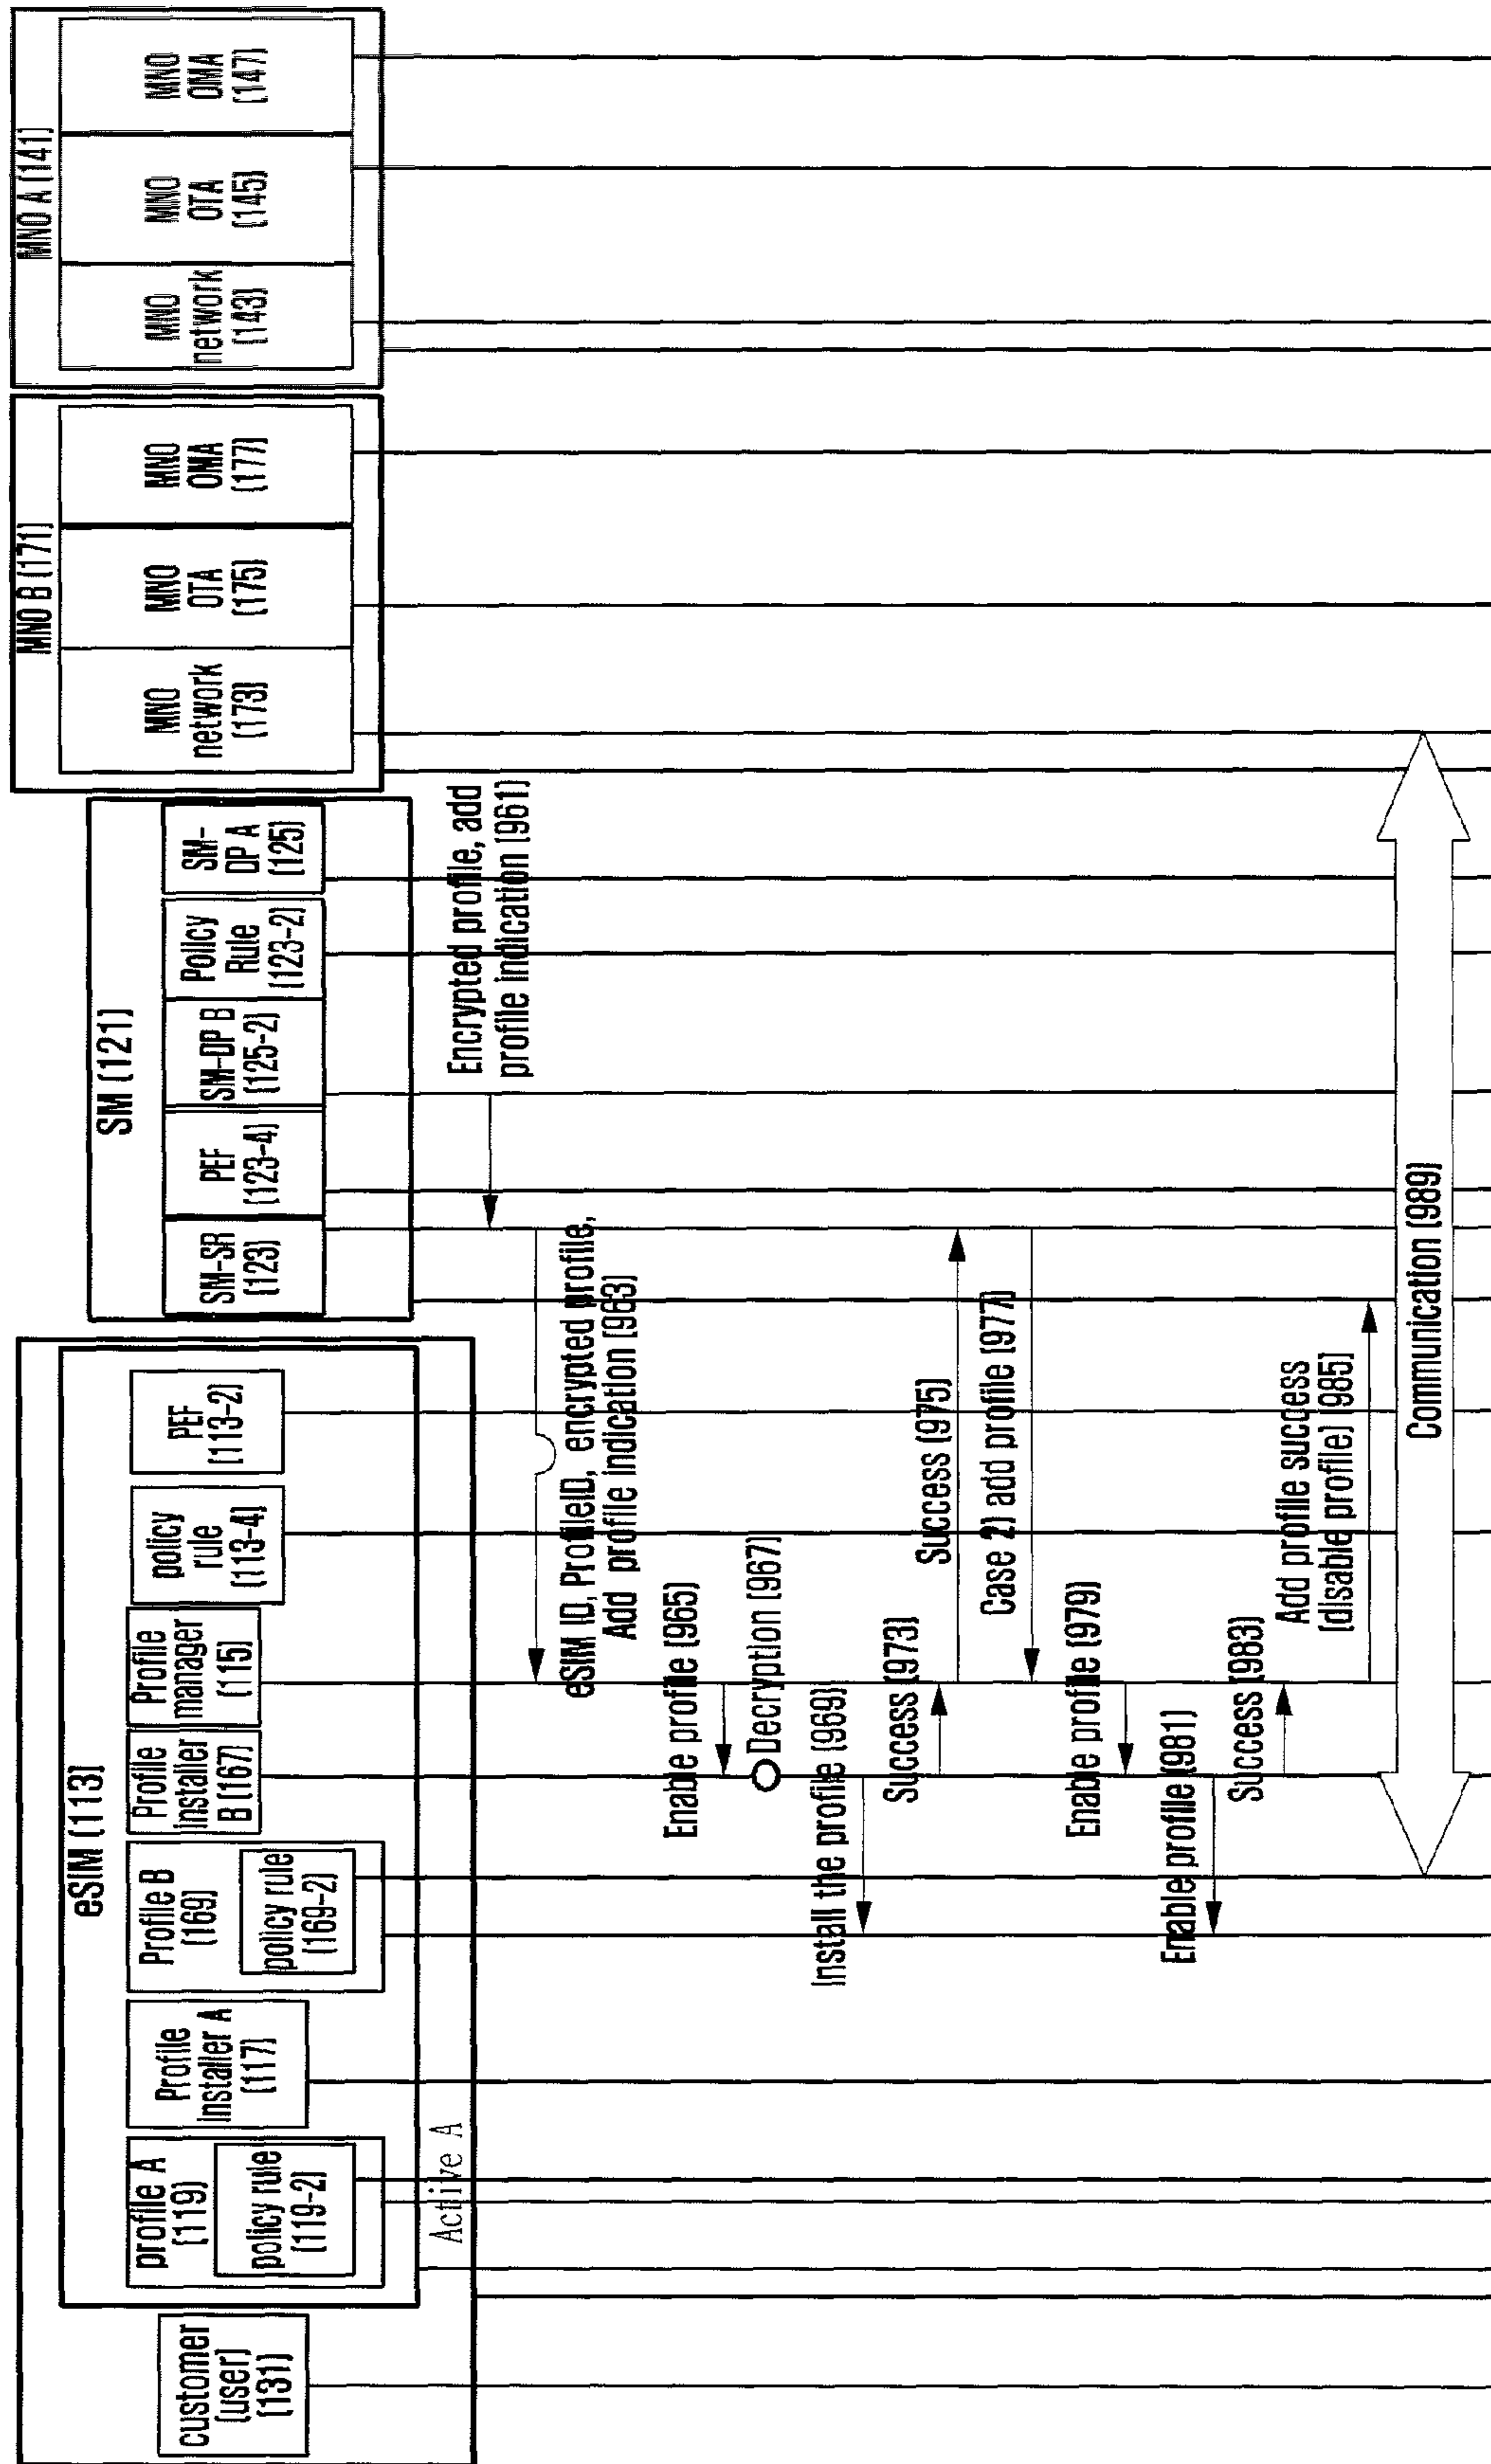 customer
(user)
(131)
eSIM (113)
profile A
(119)
policy rule
(119-2)
Active A
Profile
installer A
(117)
Profile B
(169)
policy rule
(169-2)
Profile
installer
B (167)
Profile
manager
(115)
policy
rule
(113-4)
PEF
(113-2)
SM (121)
SM-SR
(123)
PEF
(123-4)
SM-DP B
(125-2)
Policy
Rule
(123-2)
SM-
DP A
(125)
MNO B (171)
MNO
network
(173)
MNO
OTA
(175)
MNO
OMA
(177)
MNO A (141)
MNO
network
(143)
MNO
OTA
(145)
MNO
OMA
(147)
Encrypted profile, add
profile indication (961)
eSIM ID, ProfileID, encrypted profile,
Add profile indication (963)
Enable profile (965)
Decryption (967)
Install the profile (969)
Success (973)
Success (975)
Case 2) add profile (977)
Enable profile (979)
Enable profile (981)
Success (983)
Add profile success
(disable profile) (985)
Communication (989)